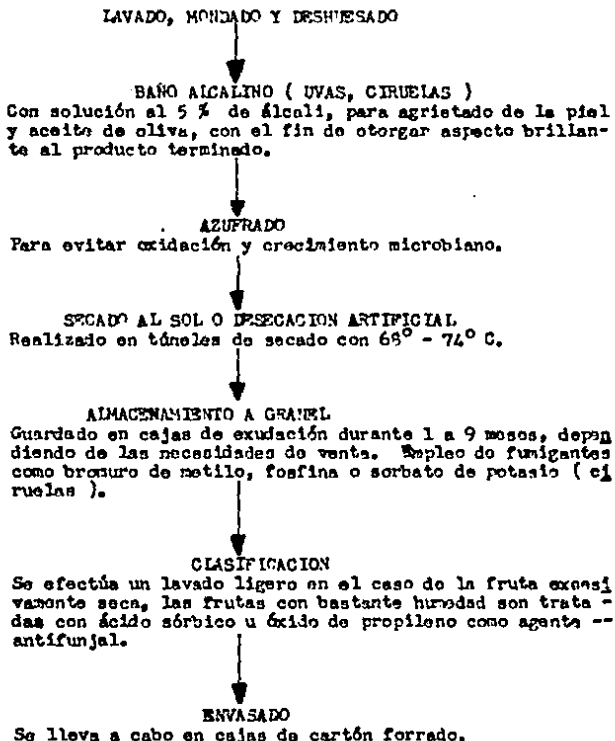 LAVADO, MONDADO Y DESHUESADO
BAÑO ALCALINO ( UVAS, CIRUELAS )
Con solución al 5 % de álcali, para agrietado de la piel
y aceite de oliva, con el fin de otorgar aspecto brillan-
te al producto terminado.
AZUFRADO
Para evitar oxidación y crecimiento microbiano.
SECADO AL SOL O DESECACION ARTIFICIAL
Realizado en túneles de secado con 68° - 74° C.
ALMACENAMIENTO A GRANEL
Guardado en cajas de exudación durante 1 a 9 meses, depen
diendo de las necesidades de venta. Empleo de fumigantes
como bromuro de metilo, fosfina o sorbato de potasio ( ci
ruelas ).
CLASIFICACION
Se efectúa un lavado ligero en el caso de la fruta excesi
vamente seca, las frutas con bastante humedad son trata -
das con ácido sórbico u óxido de propileno como agente --
antifunjal.
ENVASADO
Se lleva a cabo en cajas de cartón forrado.